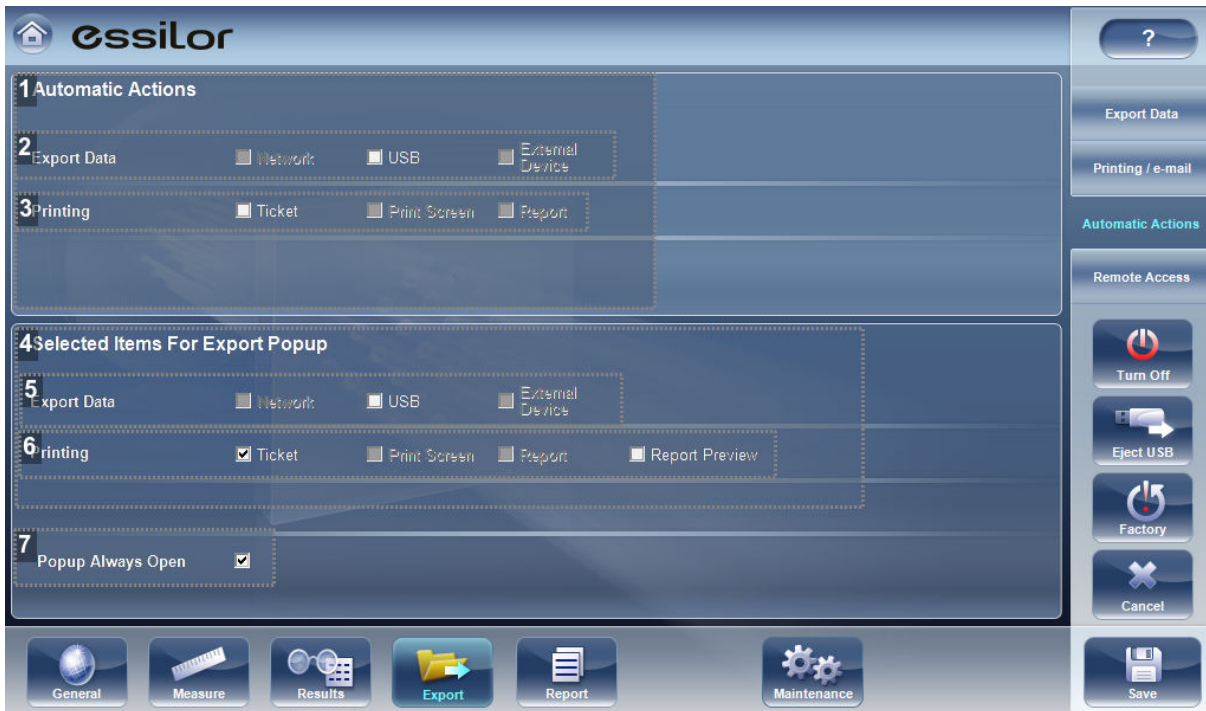 essilor
?
1 Automatic Actions
2 Export Data Network USB External Device
3 Printing Ticket Print Screen Report
4 Selected Items For Export Popup
5 Export Data Network USB External Device
6 Printing Ticket Print Screen Report Report Preview
7 Popup Always Open
Export Data
Printing / e-mail
Automatic Actions
Remote Access
Turn Off
Eject USB
Factory
Cancel
General Measure Results Export Report Maintenance Save